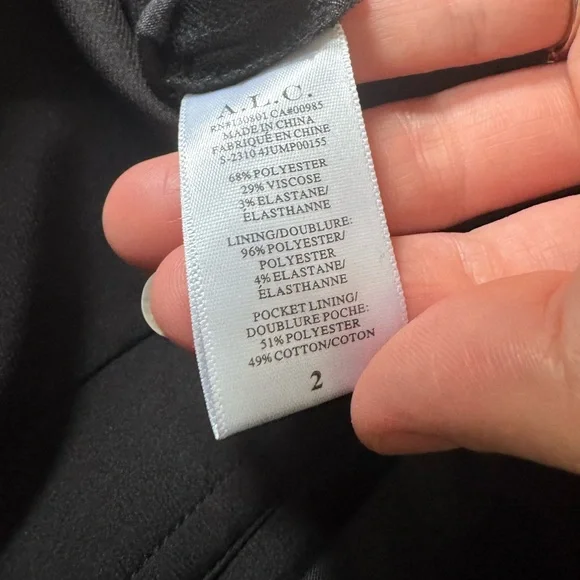 A.L.C.
RN#130801 CA#00985
MADE IN CHINA
FABRIQUÉ EN CHINE
S-2310 4JUMP00155
68% POLYESTER
29% VISCOSE
3% ELASTANE/
ÉLASTHANNE
LINING/DOUBLURE:
96% POLYESTER/
POLYESTER
4% ELASTANE/
ÉLASTHANNE
POCKET LINING/
DOUBLURE POCHE:
51% POLYESTER
49% COTTON/COTON
2